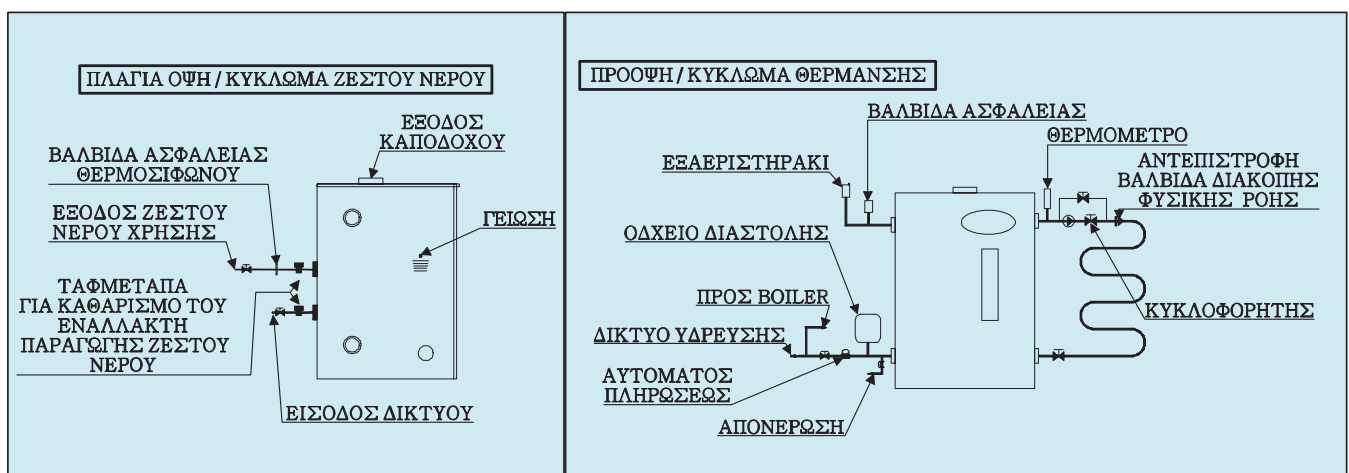 ΠΛΑΓΙΑ ΟΨΗ / ΚΥΚΛΩΜΑ ΖΕΣΤΟΥ ΝΕΡΟΥ
ΕΞΟΔΟΣ
ΚΑΠΟΔΟΧΟΥ
ΒΑΛΒΙΔΑ ΑΣΦΑΛΕΙΑΣ
ΘΕΡΜΟΣΙΦΩΝΟΥ
ΕΞΟΔΟΣ ΖΕΣΤΟΥ
ΝΕΡΟΥ ΧΡΗΣΗΣ
ΓΕΙΩΣΗ
ΤΑΦΜΕΤΑΠΑ
ΓΙΑ ΚΑΘΑΡΙΣΜΟ ΤΟΥ
ΕΝΑΛΛΑΚΤΗ
ΠΑΡΑΓΩΓΗΣ ΖΕΣΤΟΥ
ΝΕΡΟΥ
ΕΙΣΟΔΟΣ ΔΙΚΤΥΟΥ
ΠΡΟΟΨΗ / ΚΥΚΛΩΜΑ ΘΕΡΜΑΝΣΗΣ
ΒΑΛΒΙΔΑ ΑΣΦΑΛΕΙΑΣ
ΘΕΡΜΟΜΕΤΡΟ
ΕΞΑΕΡΙΣΤΗΡΑΚΙ
ΑΝΤΕΠΙΣΤΡΟΦΗ
ΒΑΛΒΙΔΑ ΔΙΑΚΟΠΗΣ
ΦΥΣΙΚΗΣ ΡΟΗΣ
ΟΔΧΕΙΟ ΔΙΑΣΤΟΛΗΣ
ΠΡΟΣ BOILER
ΚΥΚΛΟΦΟΡΗΤΗΣ
ΔΙΚΤΥΟ ΥΔΡΕΥΣΗΣ
ΑΥΤΟΜΑΤΟΣ
ΠΛΗΡΩΣΕΩΣ
ΑΠΟΝΕΡΩΣΗ